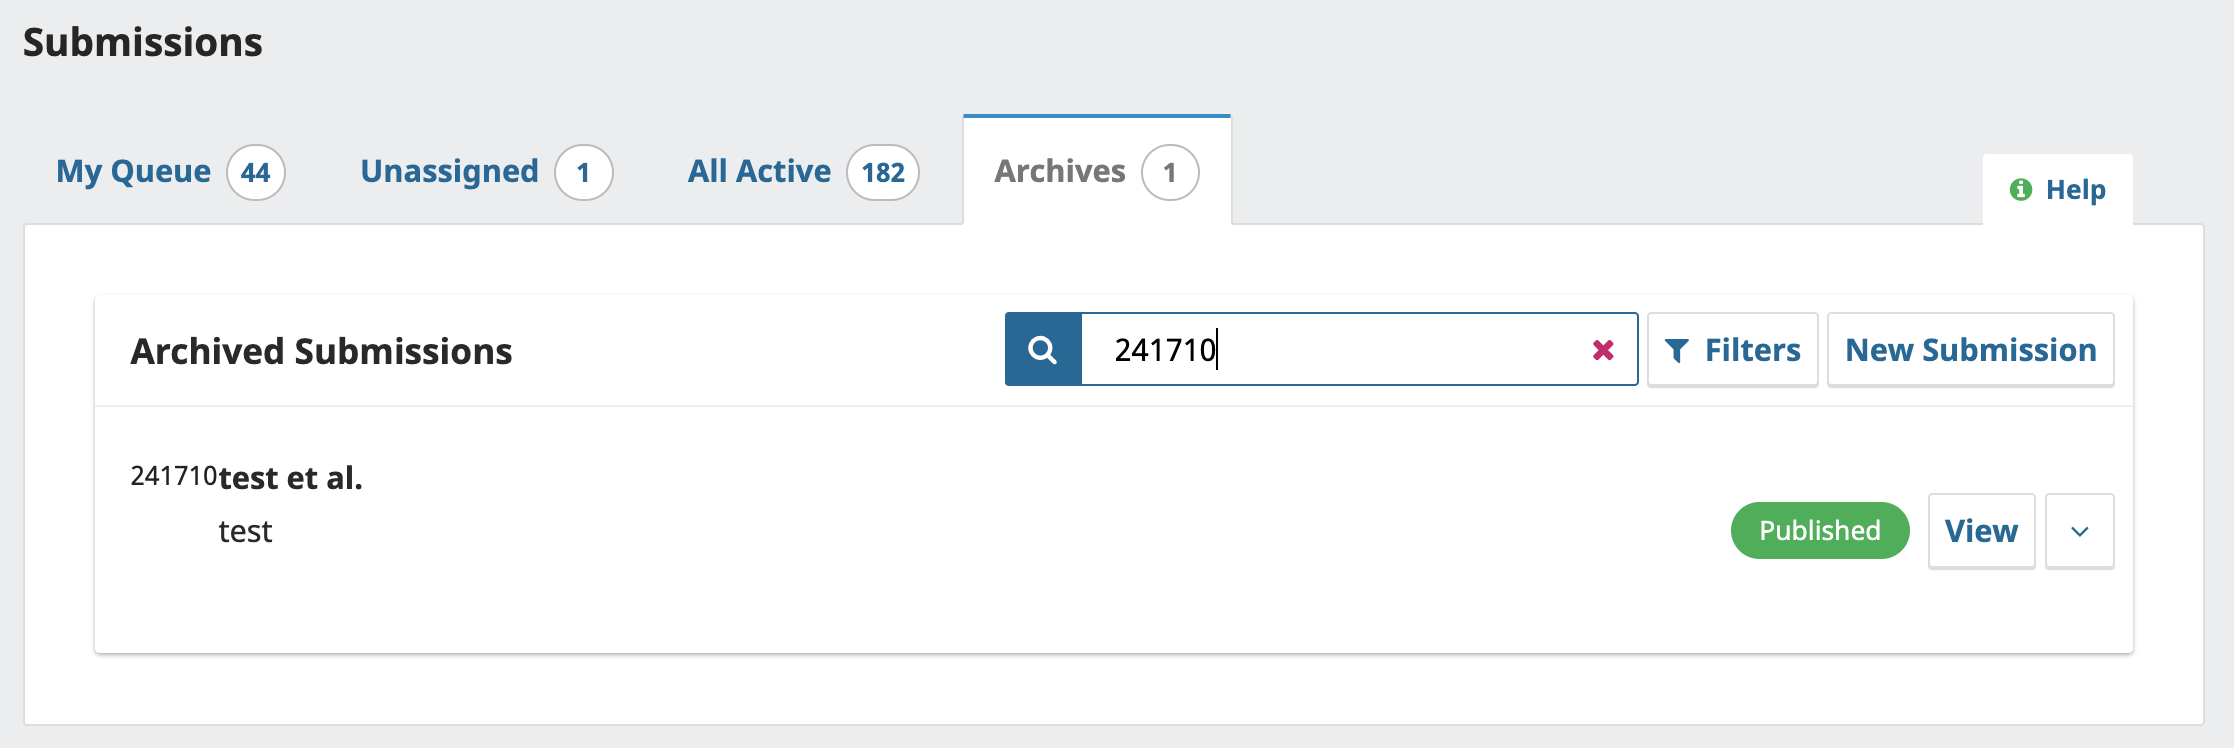 Submissions
My Queue 44 Unassigned 1 All Active 182 Archives 1 Help
Archived Submissions 241710 Filters New Submission
241710 test et al.
test
Published View